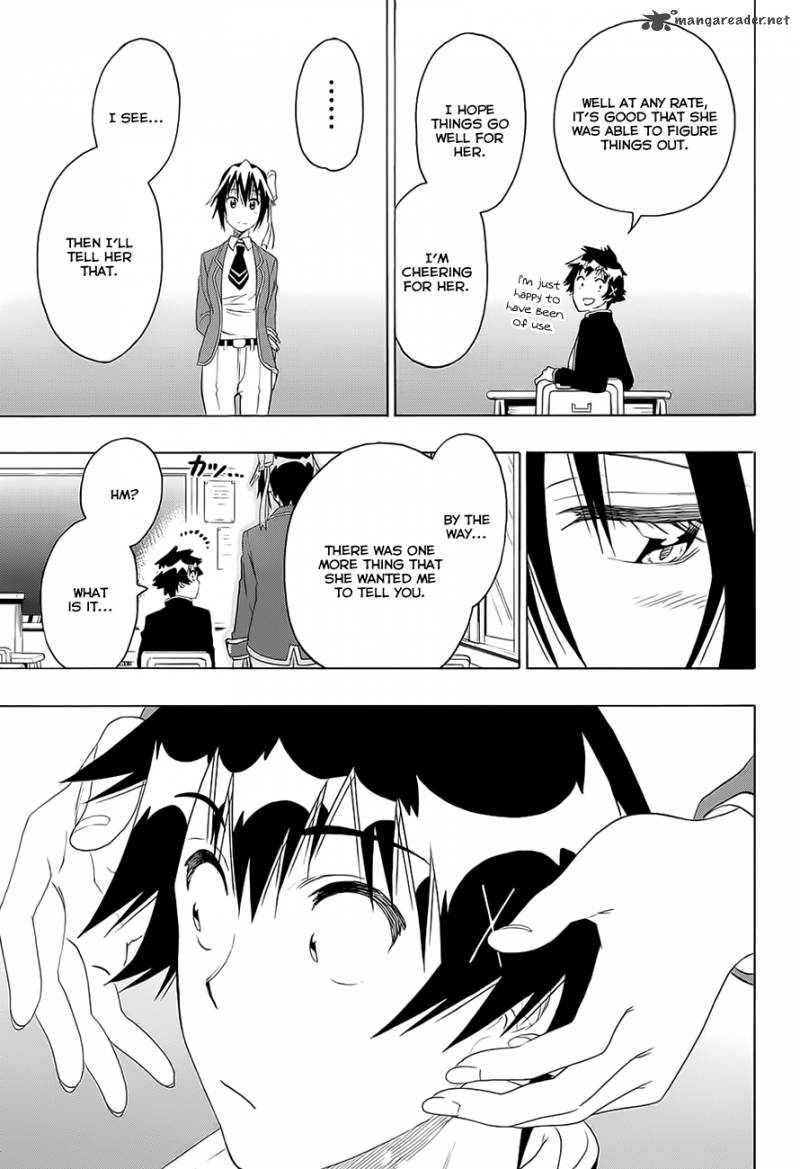 mangareader.net
WELL AT ANY RATE,
IT'S GOOD THAT SHE
WAS ABLE TO FIGURE
THINGS OUT.
I HOPE
THINGS GO
WELL FOR
HER.
I'M
CHEERING
FOR HER.
I'm just
happy to
have been
of use.
......
I SEE...
THEN I'LL
TELL HER
THAT.
BY THE
WAY...
THERE WAS ONE
MORE THING THAT
SHE WANTED ME
TO TELL YOU.
カツ...
HM?
WHAT
IS IT...